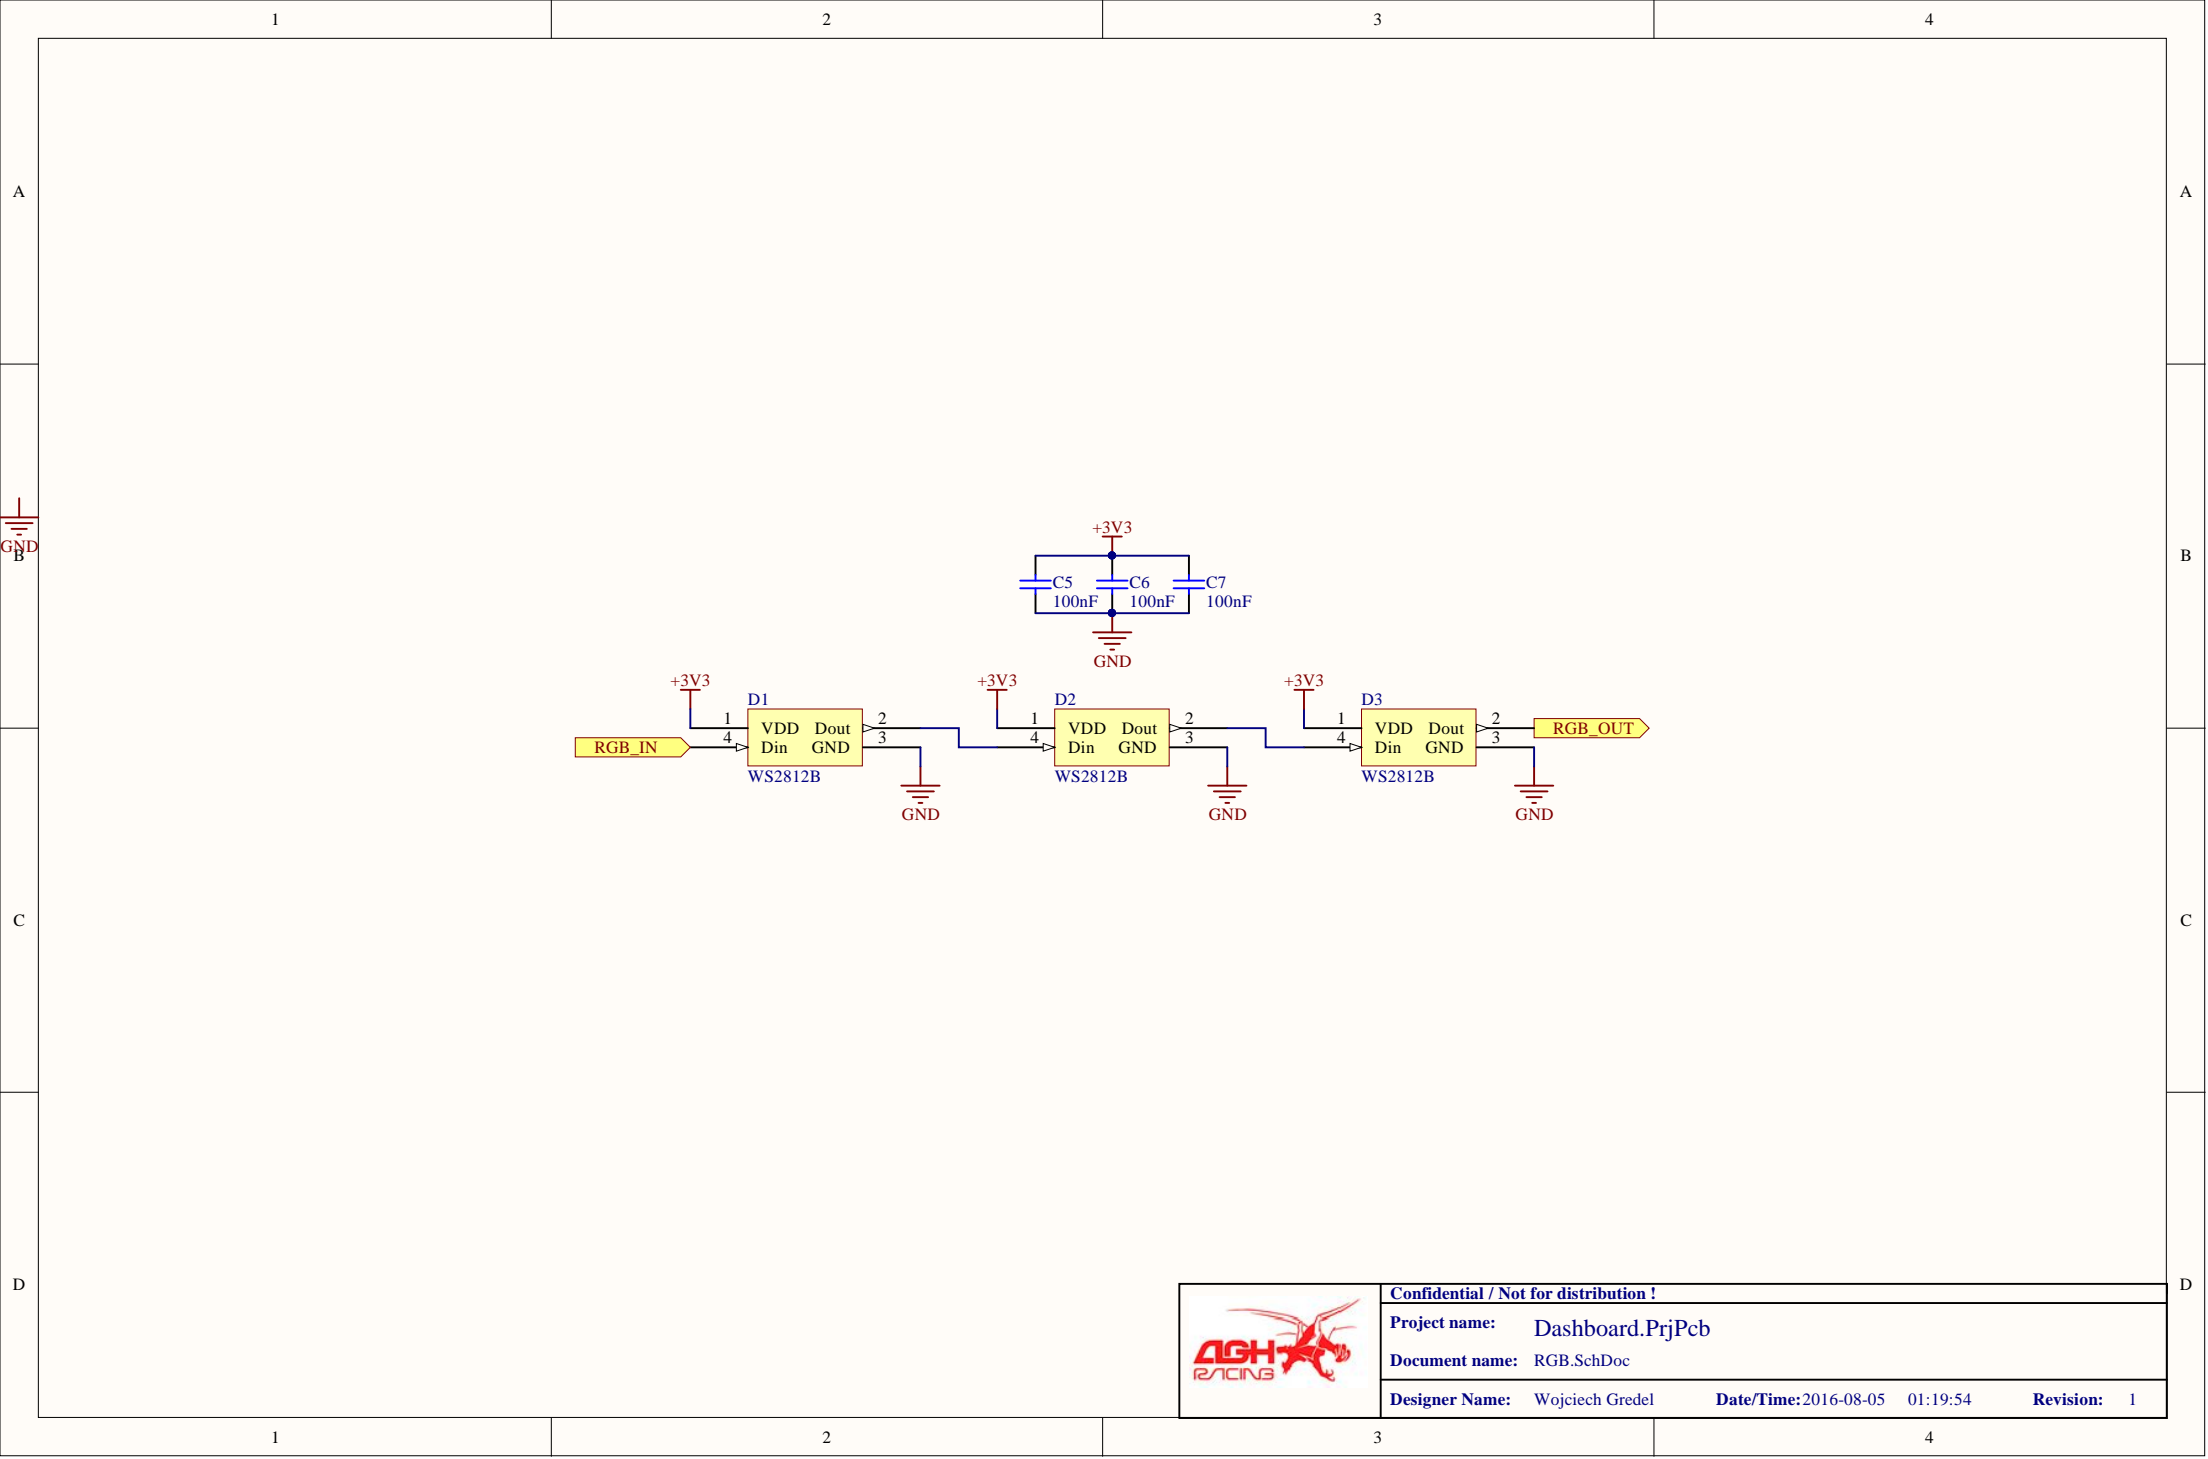 1 2 3 4
A A
+3V3
GND
B B
C5 C6 C7
100nF 100nF 100nF
GND
+3V3 +3V3 +3V3
D1 D2 D3
1 VDD Dout 2 1 VDD Dout 2 1 VDD Dout 2 RGB_OUT
RGB_IN 4 Din GND 3 4 Din GND 3 4 Din GND 3
WS2812B WS2812B WS2812B
GND GND GND
C C
D D
Confidential / Not for distribution !
AGH
RACING
Project name: Dashboard.PrjPcb
Document name: RGB.SchDoc
Designer Name: Wojciech Gredel Date/Time:2016-08-05 01:19:54 Revision: 1
1 2 3 4